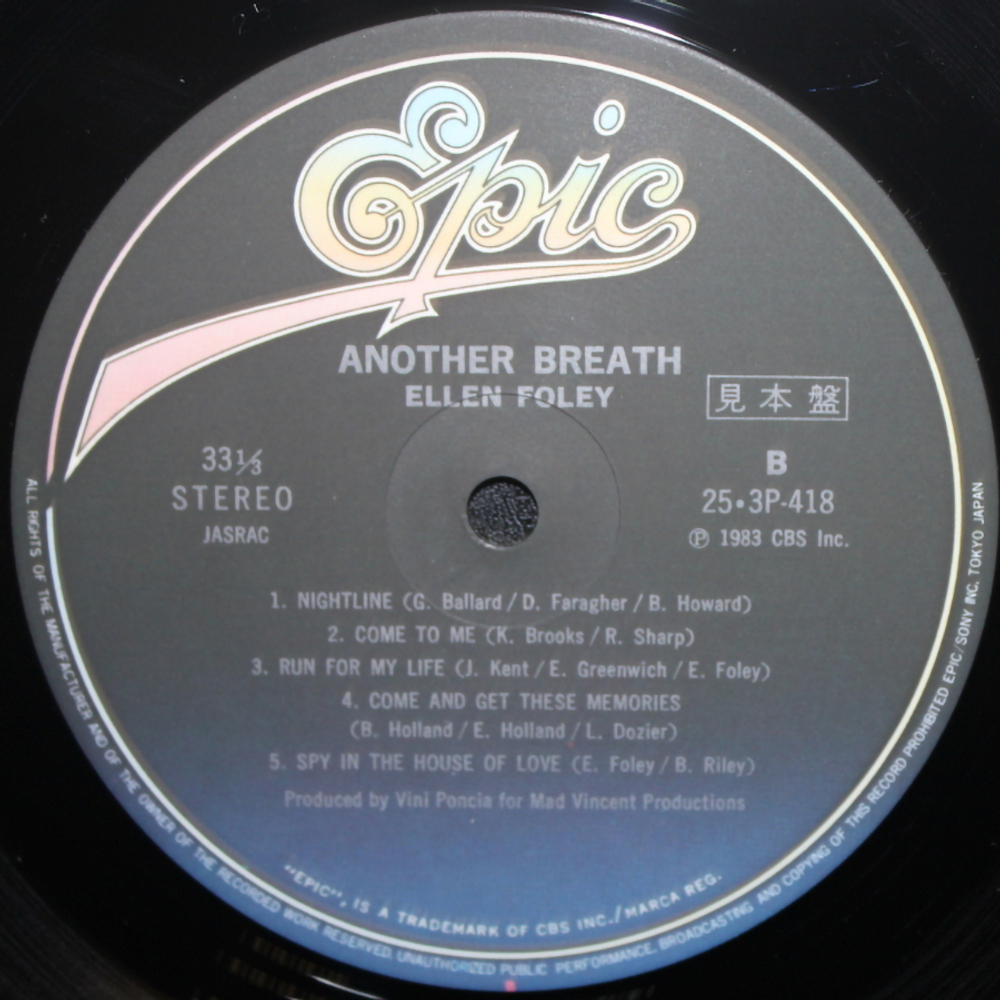 Epic
ANOTHER BREATH
ELLEN FOLEY
見本盤
33⅓
STEREO
JASRAC
B
25・3P-418
Ⓟ 1983 CBS Inc.
1. NIGHTLINE (G. Ballard / D. Faragher / B. Howard)
2. COME TO ME (K. Brooks / R. Sharp)
3. RUN FOR MY LIFE (J. Kent / E. Greenwich / E. Foley)
4. COME AND GET THESE MEMORIES
(B. Holland / E. Holland / L. Dozier)
5. SPY IN THE HOUSE OF LOVE (E. Foley / B. Riley)
Produced by Vini Poncia for Mad Vincent Productions
"EPIC", IS A TRADEMARK OF CBS INC./MARCA REG.
ALL RIGHTS OF THE MANUFACTURER AND OF THE OWNER OF THE RECORDED WORK RESERVED. UNAUTHORIZED PUBLIC PERFORMANCE, BROADCASTING AND COPYING OF THIS RECORD PROHIBITED EPIC/SONY INC. TOKYO JAPAN